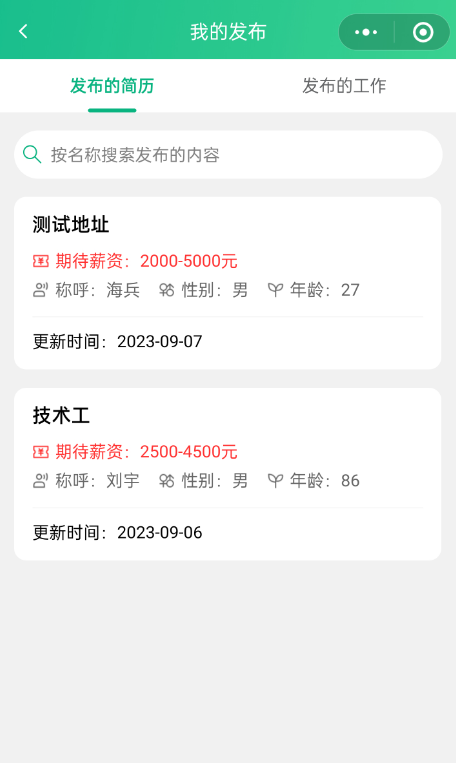 我的发布
发布的简历 发布的工作
按名称搜索发布的内容
测试地址
期待薪资：2000-5000元
称呼：海兵 性别：男 年龄：27
更新时间：2023-09-07
技术工
期待薪资：2500-4500元
称呼：刘宇 性别：男 年龄：86
更新时间：2023-09-06